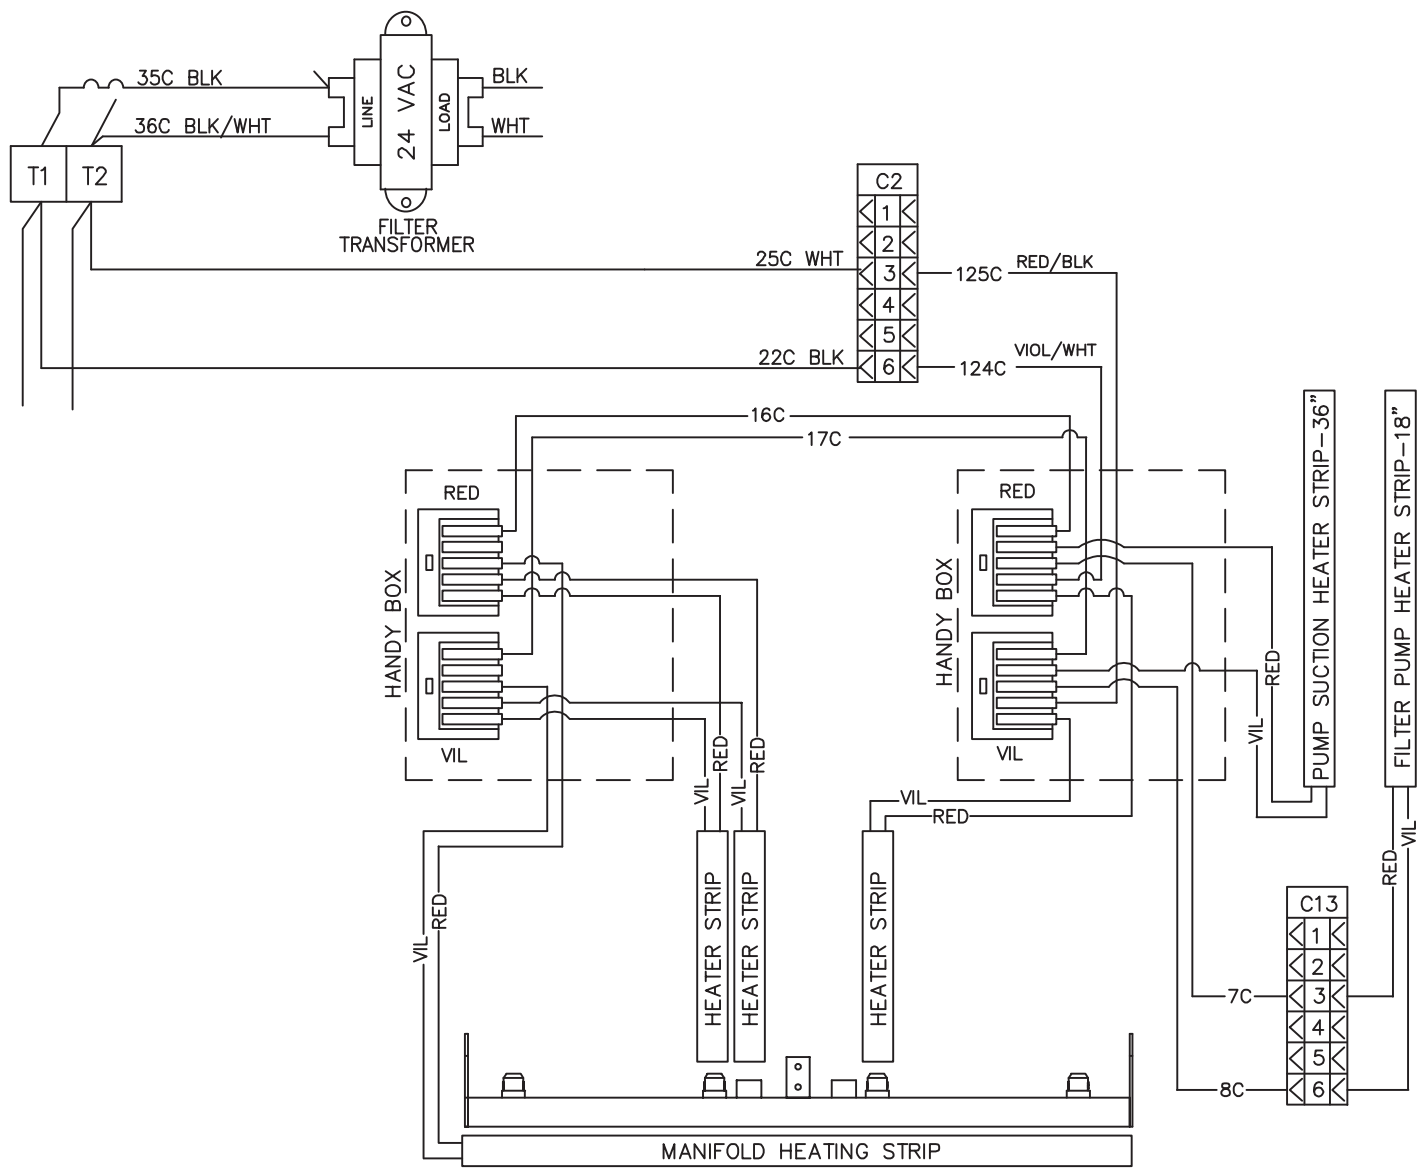 35C BLK
36C BLK/WHT
LINE
24 VAC
LOAD
BLK
WHT
T1
T2
FILTER
TRANSFORMER
C2
1
2
3
4
5
6
25C WHT
125C
RED/BLK
22C BLK
124C
VIOL/WHT
16C
17C
RED
HANDY BOX
VIL
RED
HANDY BOX
VIL
PUMP SUCTION HEATER STRIP-36"
FILTER PUMP HEATER STRIP-18"
RED
VIL
VIL
RED
VIL
RED
VIL
RED
RED
VIL
VIL
RED
HEATER STRIP
HEATER STRIP
HEATER STRIP
C13
1
2
3
4
5
6
7C
8C
MANIFOLD HEATING STRIP